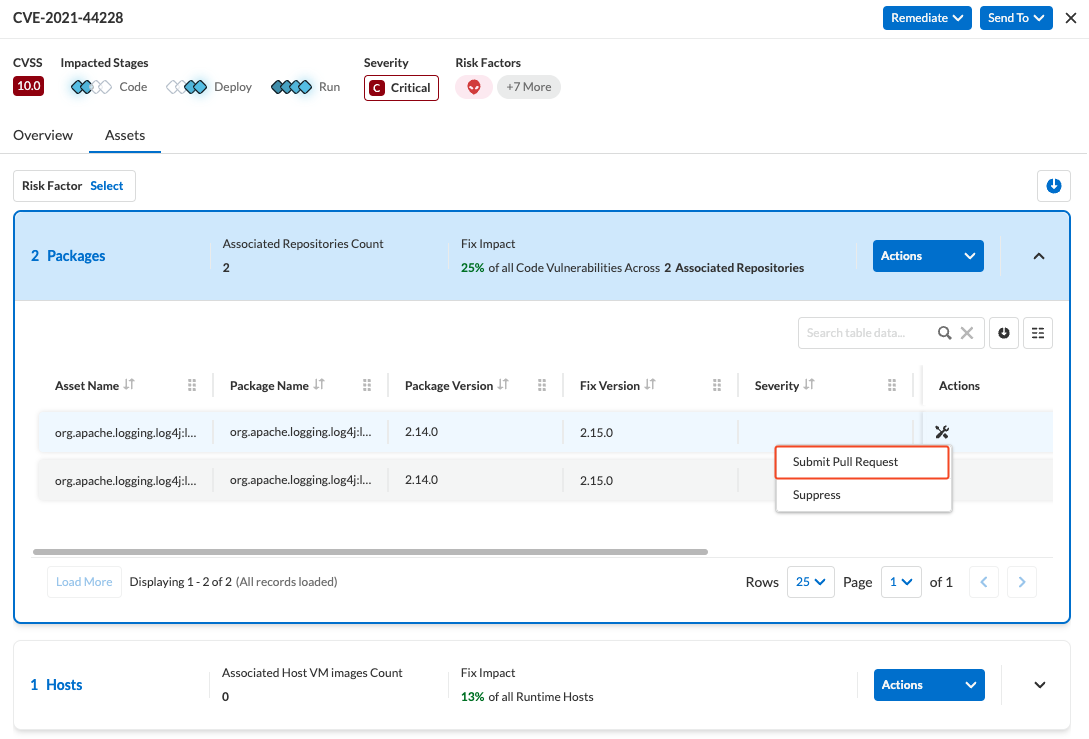 CVE-2021-44228
Remediate
Send To
CVSS
Impacted Stages
Severity
Risk Factors
10.0
Code
Deploy
Run
C Critical
+7 More
Overview
Assets
Risk Factor Select
2 Packages
Associated Repositories Count
2
Fix Impact
25% of all Code Vulnerabilities Across 2 Associated Repositories
Actions
Search table data...
Asset Name
Package Name
Package Version
Fix Version
Severity
Actions
org.apache.logging.log4j:l...
org.apache.logging.log4j:l...
2.14.0
2.15.0
org.apache.logging.log4j:l...
org.apache.logging.log4j:l...
2.14.0
2.15.0
Submit Pull Request
Suppress
Load More
Displaying 1 - 2 of 2 (All records loaded)
Rows 25 Page 1 of 1
1 Hosts
Associated Host VM images Count
0
Fix Impact
13% of all Runtime Hosts
Actions